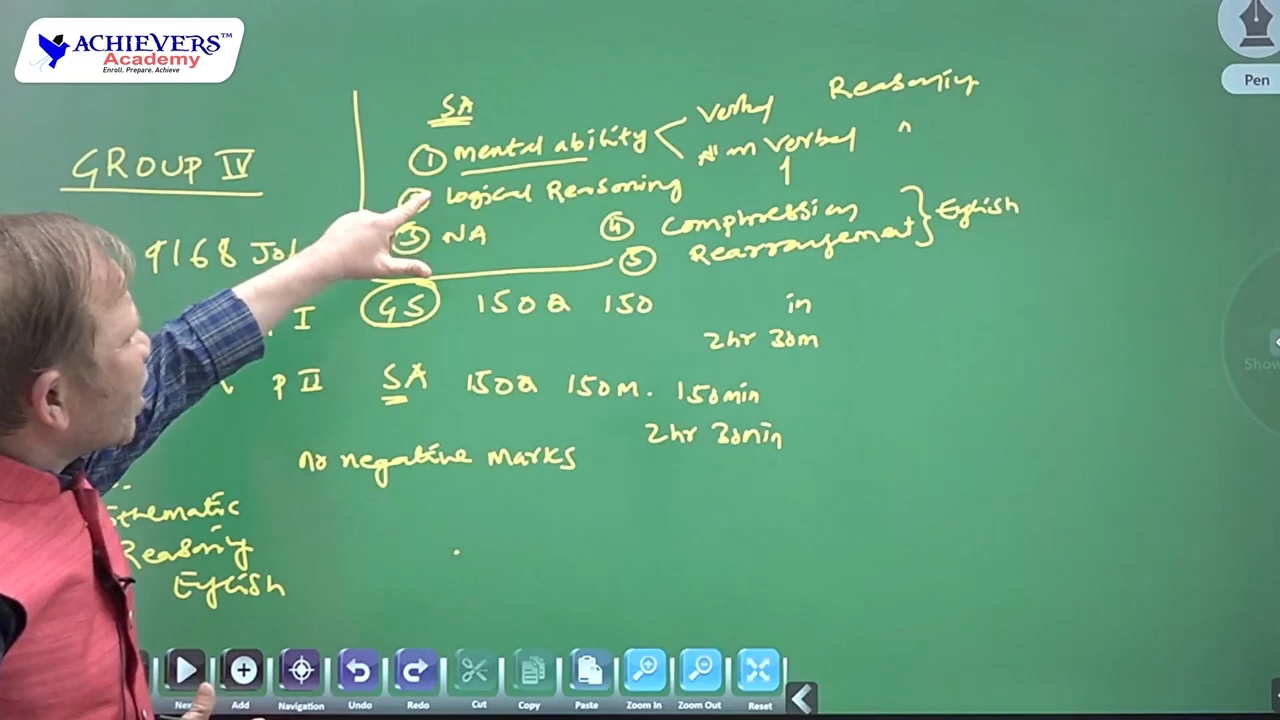 ACHIEVERS™
Academy
Enroll. Prepare. Achieve
Pen
SA
Reasoning
① mental ability
Verbal
Non verbal
logical Reasoning
③ NA
④ Comphression
⑤ Rearrangement
English
GROUP IV
9168 Jo
I
GS 150Q 150 in
2hr 30m
p II SA 150Q 150M. 150min
2hr 30min
no negative marks
thematic
Reasoning
English
Show
Next
Add
Navigation
Undo
Redo
Cut
Copy
Paste
Zoom In
Zoom Out
Reset